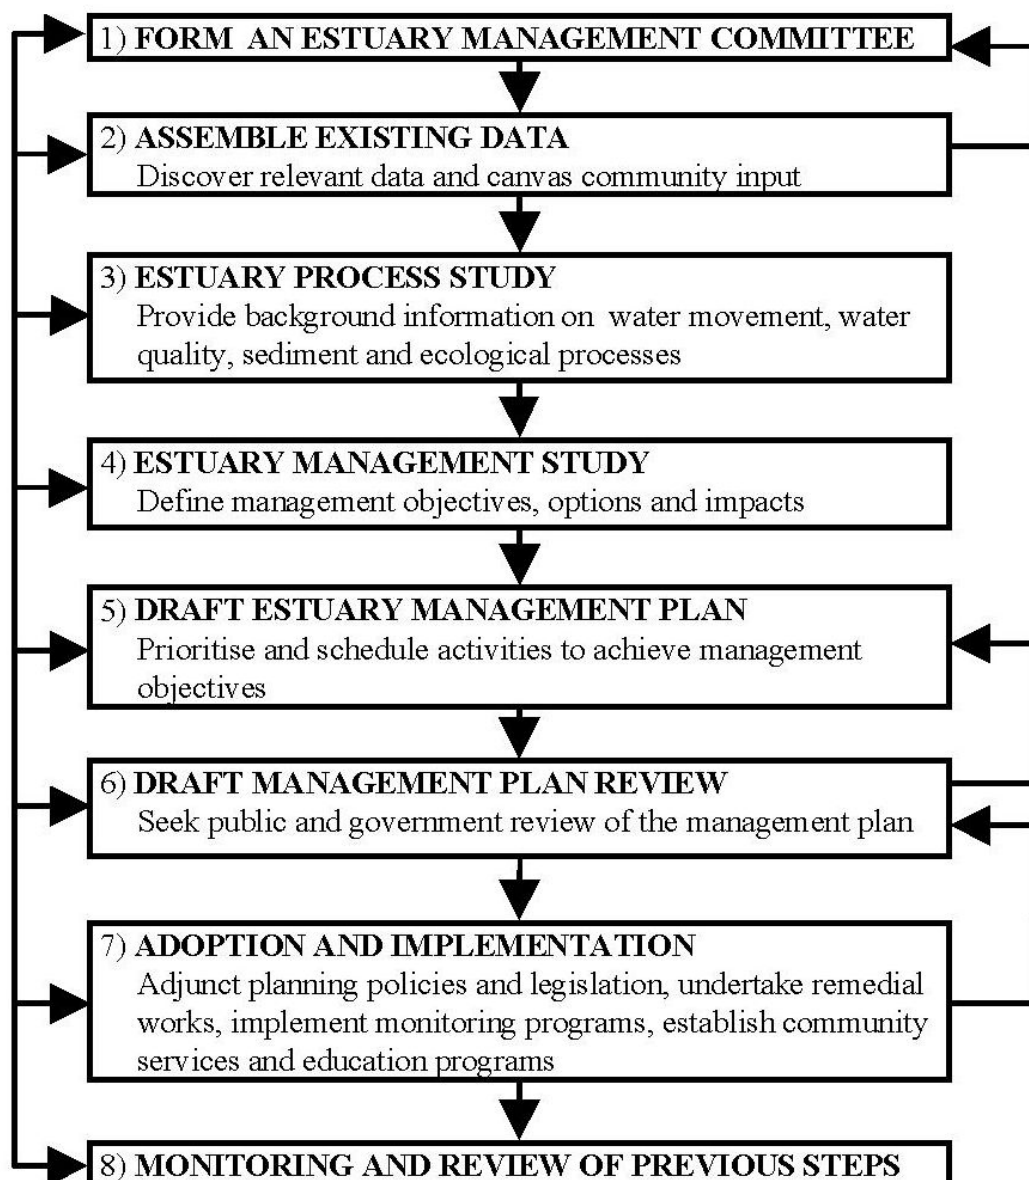 1) FORM AN ESTUARY MANAGEMENT COMMITTEE
2) ASSEMBLE EXISTING DATA
Discover relevant data and canvas community input
3) ESTUARY PROCESS STUDY
Provide background information on water movement, water
quality, sediment and ecological processes
4) ESTUARY MANAGEMENT STUDY
Define management objectives, options and impacts
5) DRAFT ESTUARY MANAGEMENT PLAN
Prioritise and schedule activities to achieve management
objectives
6) DRAFT MANAGEMENT PLAN REVIEW
Seek public and government review of the management plan
7) ADOPTION AND IMPLEMENTATION
Adjunct planning policies and legislation, undertake remedial
works, implement monitoring programs, establish community
services and education programs
8) MONITORING AND REVIEW OF PREVIOUS STEPS